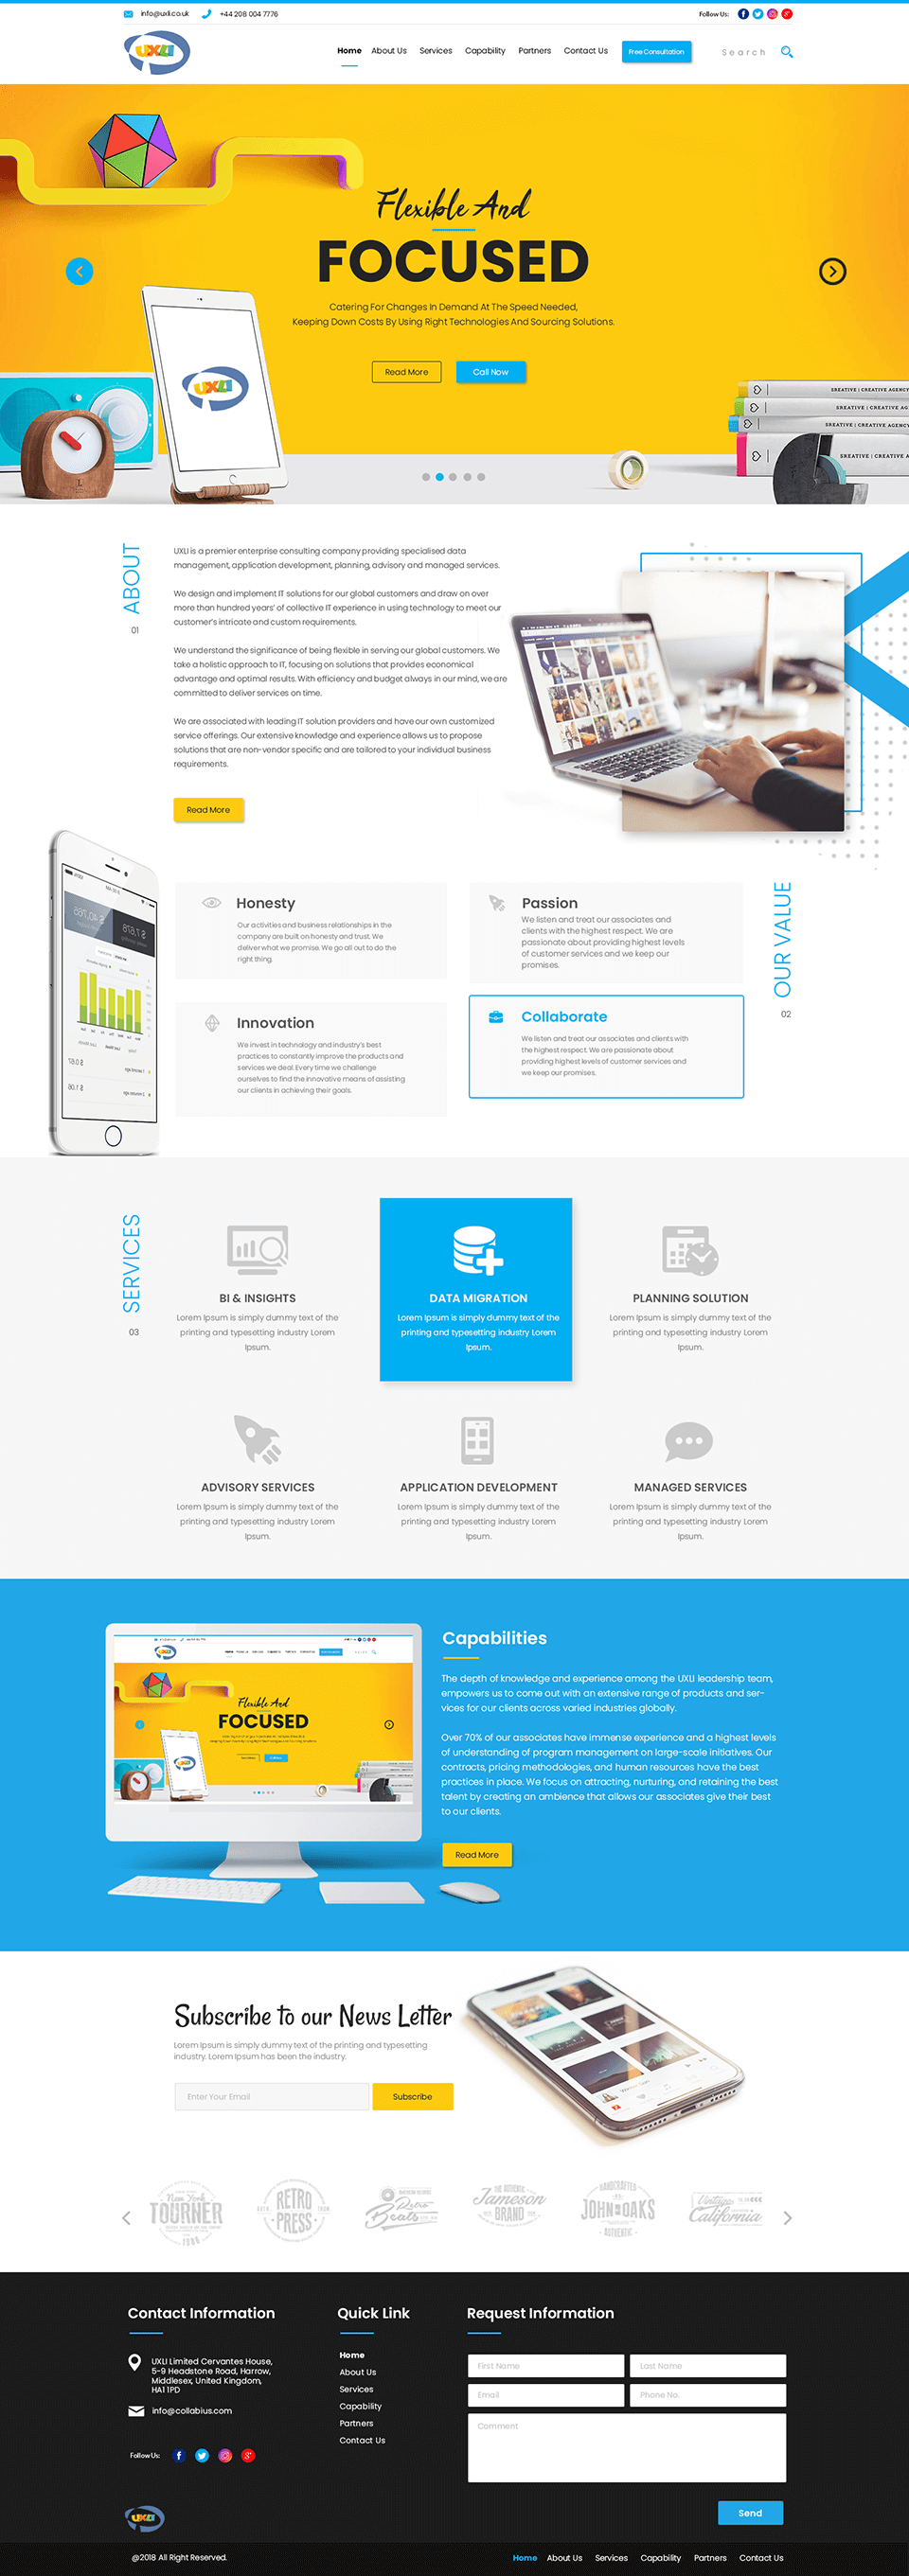 info@uxli.co.uk +44 208 004 7776 Follow Us:
UXLI
Home About Us Services Capability Partners Contact Us Free Consultation Search
Flexible And
FOCUSED
Catering For Changes In Demand At The Speed Needed,
Keeping Down Costs By Using Right Technologies And Sourcing Solutions.
Read More Call Now
UXLI
SREATIVE | CREATIVE AGENCY
SREATIVE | CREATIVE AG
SREATIVE | CREATIVE
SREATIVE | CREATIVE AGENCY
ABOUT
01
UXLI is a premier enterprise consulting company providing specialised data
management, application development, planning, advisory and managed services.
We design and implement IT solutions for our global customers and draw on over
more than hundred years' of collective IT experience in using technology to meet our
customer's intricate and custom requirements.
We understand the significance of being flexible in serving our global customers. We
take a holistic approach to IT, focusing on solutions that provides economical
advantage and optimal results. With efficiency and budget always in our mind, we are
committed to deliver services on time.
We are associated with leading IT solution providers and have our own customized
service offerings. Our extensive knowledge and experience allows us to propose
solutions that are non-vendor specific and are tailored to your individual business
requirements.
Read More
OUR VALUE
02
Honesty
Our activities and business relationships in the
company are built on honesty and trust. We
deliver what we promise. We go all out to do the
right thing.
Passion
We listen and treat our associates and
clients with the highest respect. We are
passionate about providing highest levels
of customer services and we keep our
promises.
Innovation
We invest in technology and industry's best
practices to constantly improve the products and
services we deal. Every time we challenge
ourselves to find the innovative means of assisting
our clients in achieving their goals.
Collaborate
We listen and treat our associates and clients with
the highest respect. We are passionate about
providing highest levels of customer services and
we keep our promises.
SERVICES
03
BI & INSIGHTS
Lorem Ipsum is simply dummy text of the
printing and typesetting industry Lorem
Ipsum.
DATA MIGRATION
Lorem Ipsum is simply dummy text of the
printing and typesetting industry Lorem
Ipsum.
PLANNING SOLUTION
Lorem Ipsum is simply dummy text of the
printing and typesetting industry Lorem
Ipsum.
ADVISORY SERVICES
Lorem Ipsum is simply dummy text of the
printing and typesetting industry Lorem
Ipsum.
APPLICATION DEVELOPMENT
Lorem Ipsum is simply dummy text of the
printing and typesetting industry Lorem
Ipsum.
MANAGED SERVICES
Lorem Ipsum is simply dummy text of the
printing and typesetting industry Lorem
Ipsum.
UXLI
Flexible And
FOCUSED
UXLI
Capabilities
The depth of knowledge and experience among the UXLI leadership team,
empowers us to come out with an extensive range of products and ser-
vices for our clients across varied industries globally.
Over 70% of our associates have immense experience and a highest levels
of understanding of program management on large-scale initiatives. Our
contracts, pricing methodologies, and human resources have the best
practices in place. We focus on attracting, nurturing, and retaining the best
talent by creating an ambience that allows our associates give their best
to our clients.
Read More
Subscribe to our News Letter
Lorem Ipsum is simply dummy text of the printing and typesetting
industry. Lorem Ipsum has been the industry.
Enter Your Email Subscribe
New York
TOURNER
1980
RETRO
PRESS
Retro
Beats
THE AUTHENTIC
Jameson
BRAND
HANDCRAFTED
JOHN OAKS
AUTHENTIC
Vintage
California
Contact Information
UXLI Limited Cervantes House,
5-9 Headstone Road, Harrow,
Middlesex, United Kingdom,
HA1 1PD
info@collabius.com
Follow Us:
UXLI
Quick Link
Home
About Us
Services
Capability
Partners
Contact Us
Request Information
First Name Last Name
Email Phone No.
Comment
Send
@2018 All Right Reserved. Home About Us Services Capability Partners Contact Us